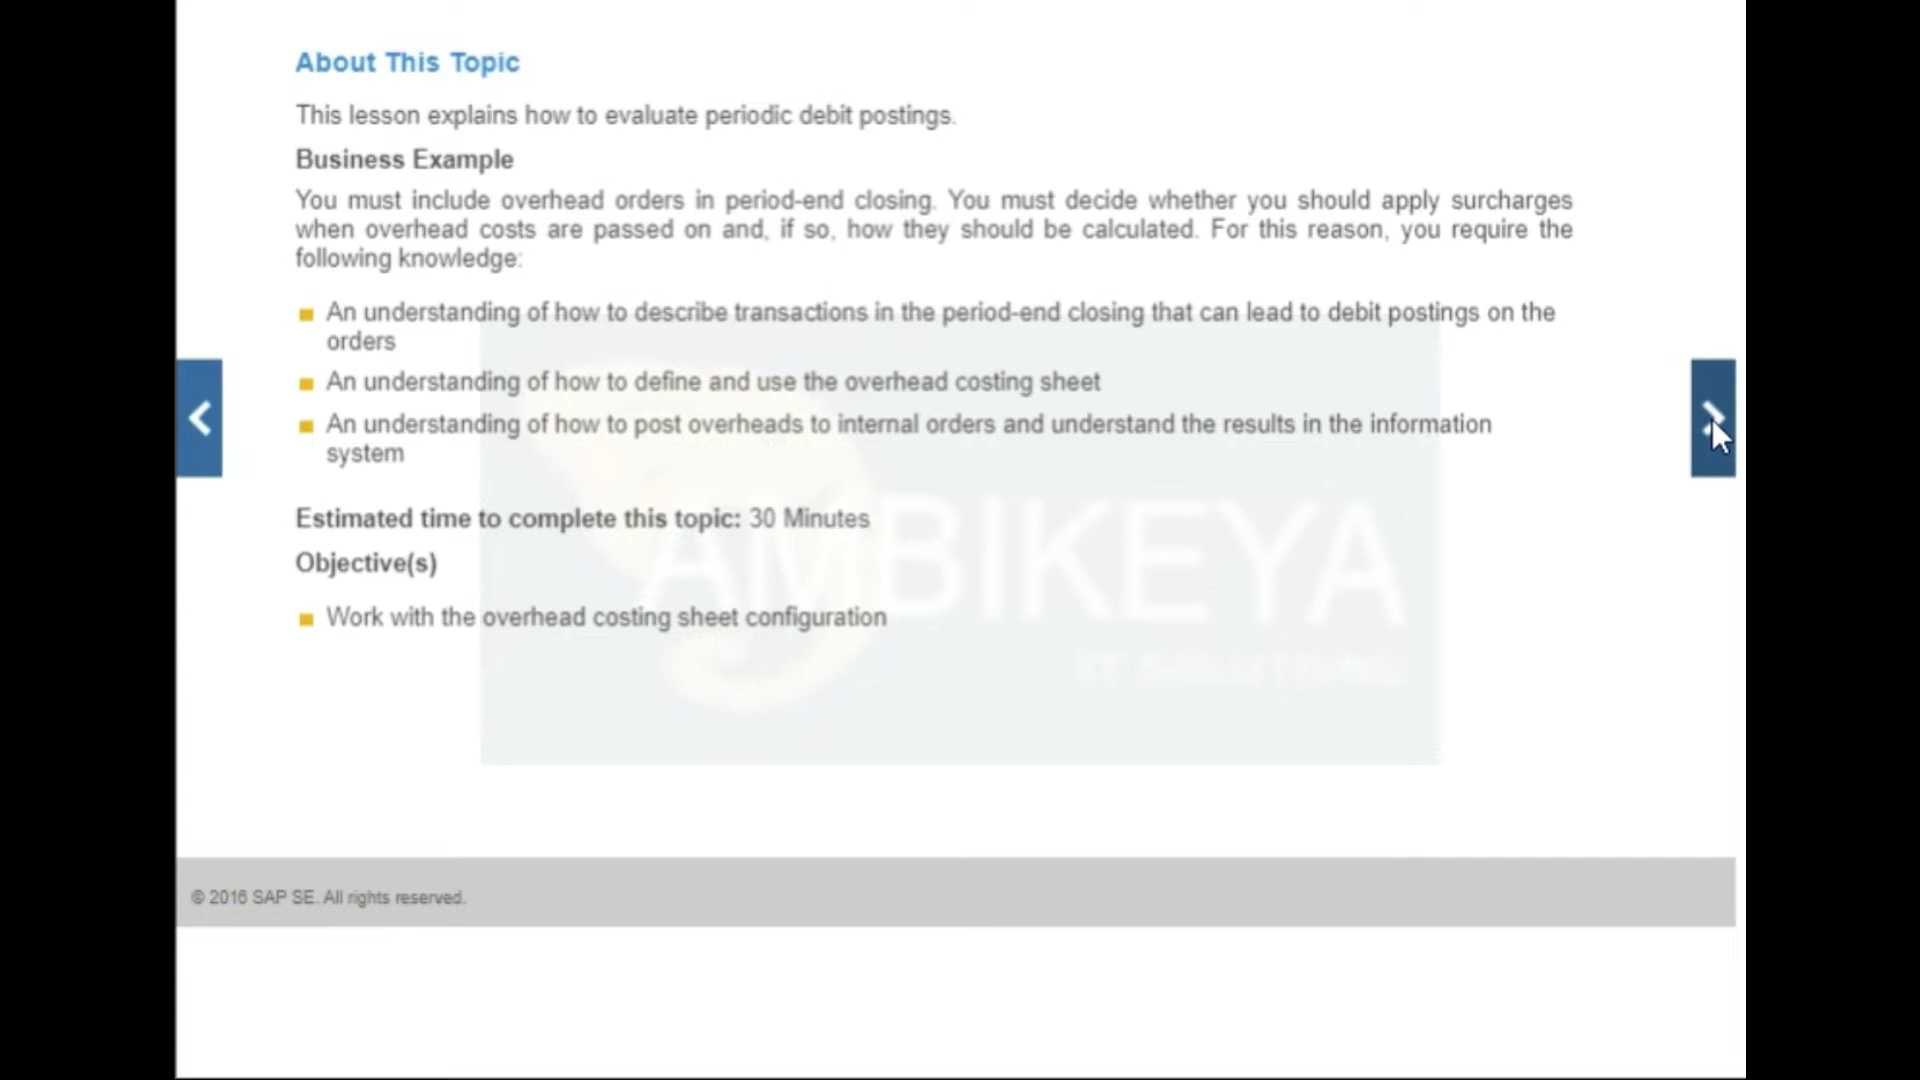 About This Topic
This lesson explains how to evaluate periodic debit postings.
Business Example
You must include overhead orders in period-end closing. You must decide whether you should apply surcharges
when overhead costs are passed on and, if so, how they should be calculated. For this reason, you require the
following knowledge:
An understanding of how to describe transactions in the period-end closing that can lead to debit postings on the
orders
An understanding of how to define and use the overhead costing sheet
An understanding of how to post overheads to internal orders and understand the results in the information
system
Estimated time to complete this topic: 30 Minutes
Objective(s)
AMBIKEYA
Work with the overhead costing sheet configuration
IT SOLUTIONS
© 2016 SAP SE. All rights reserved.